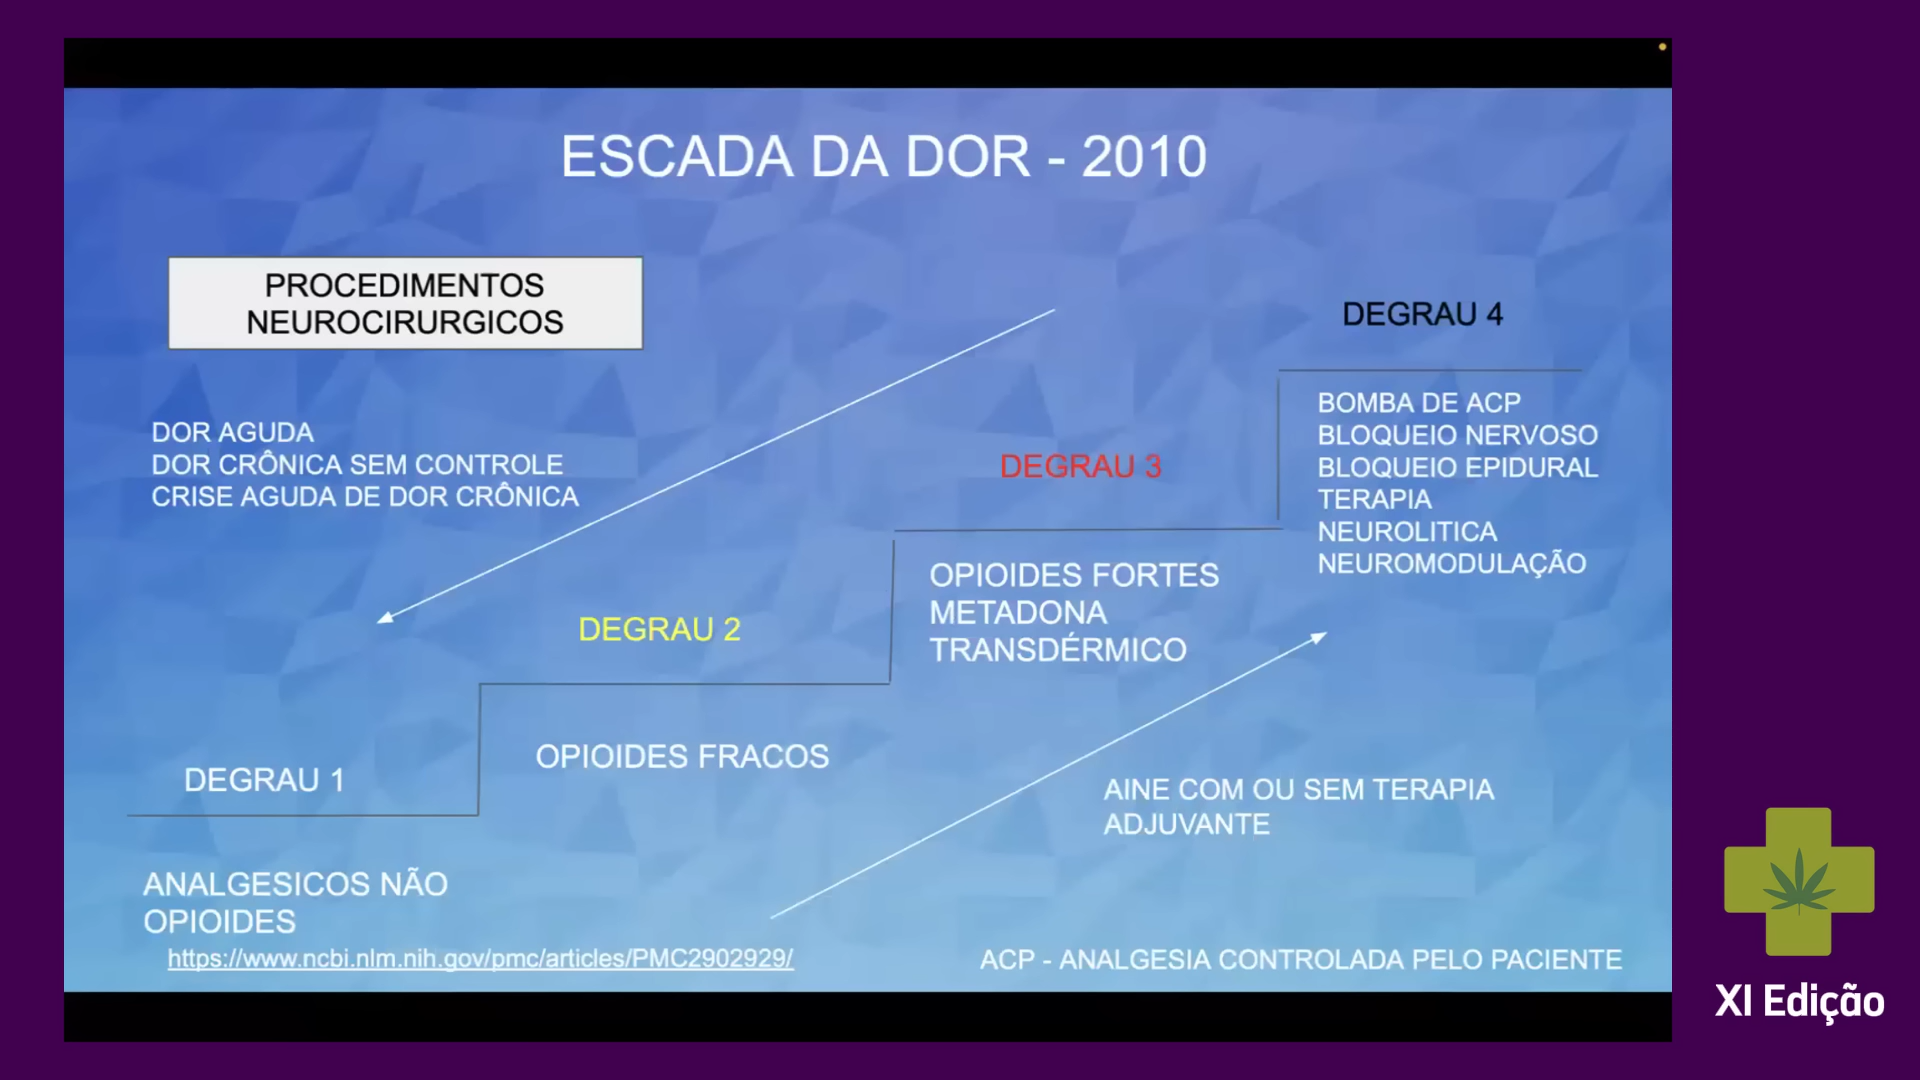 ESCADA DA DOR - 2010
PROCEDIMENTOS
NEUROCIRURGICOS
DOR AGUDA
DOR CRÔNICA SEM CONTROLE
CRISE AGUDA DE DOR CRÔNICA
DEGRAU 4
BOMBA DE ACP
BLOQUEIO NERVOSO
BLOQUEIO EPIDURAL
TERAPIA
NEUROLITICA
NEUROMODULAÇÃO
DEGRAU 3
OPIOIDES FORTES
METADONA
TRANSDÉRMICO
DEGRAU 2
OPIOIDES FRACOS
DEGRAU 1
ANALGESICOS NÃO
OPIOIDES
AINE COM OU SEM TERAPIA
ADJUVANTE
https://www.ncbi.nlm.nih.gov/pmc/articles/PMC2902929/
ACP - ANALGESIA CONTROLADA PELO PACIENTE
XI Edição